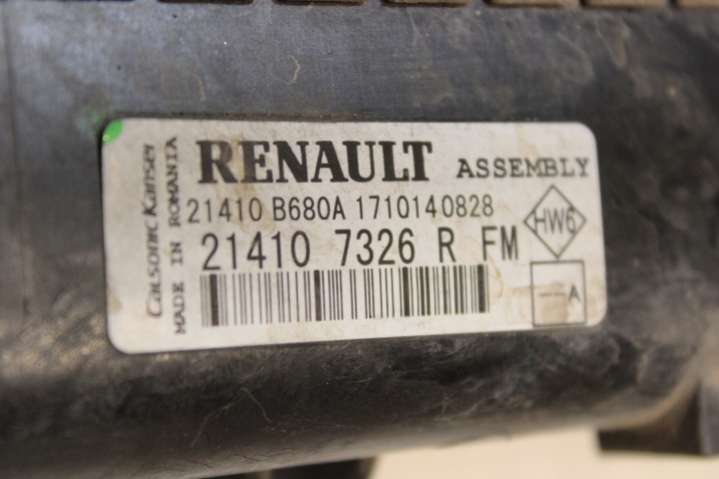 RENAULT ASSEMBLY
21410 B680A 1710140828
21410 7326 R FM
HW6
A
Calsonic Kansei
MADE IN ROMANIA